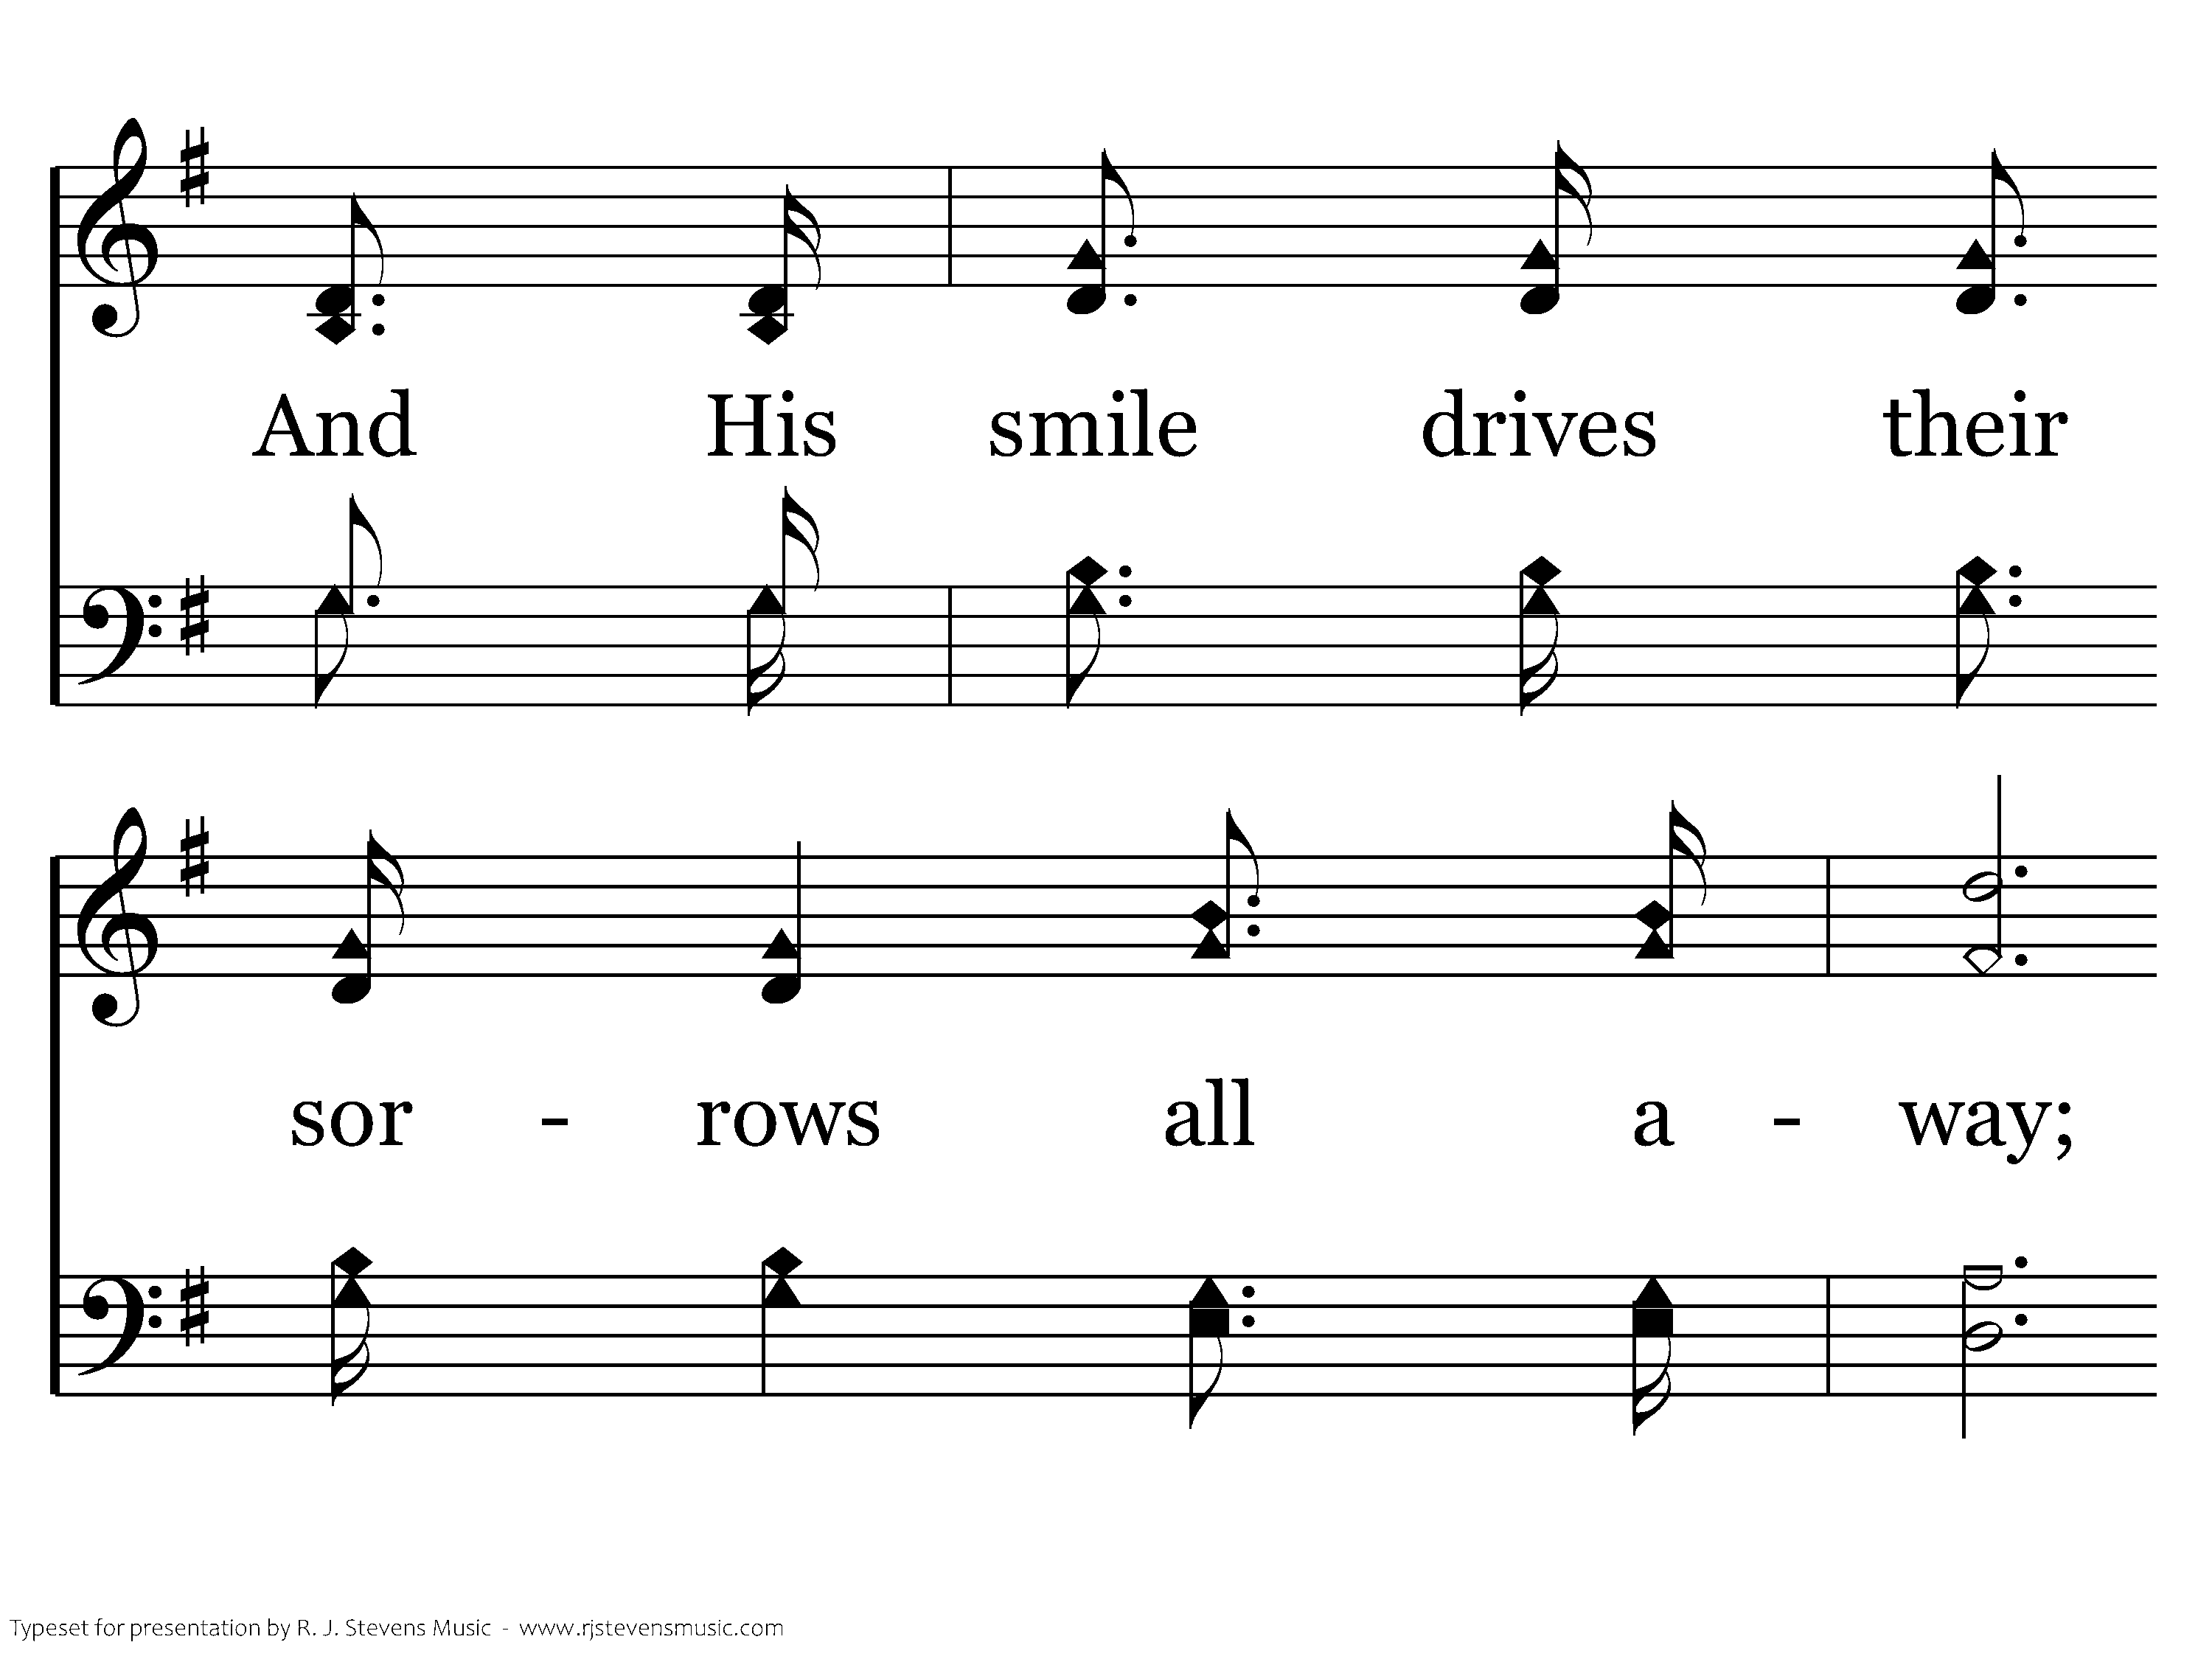 And His smile drives their
sor - rows all a - way;
Typeset for presentation by R. J. Stevens Music - www.rjstevensmusic.com